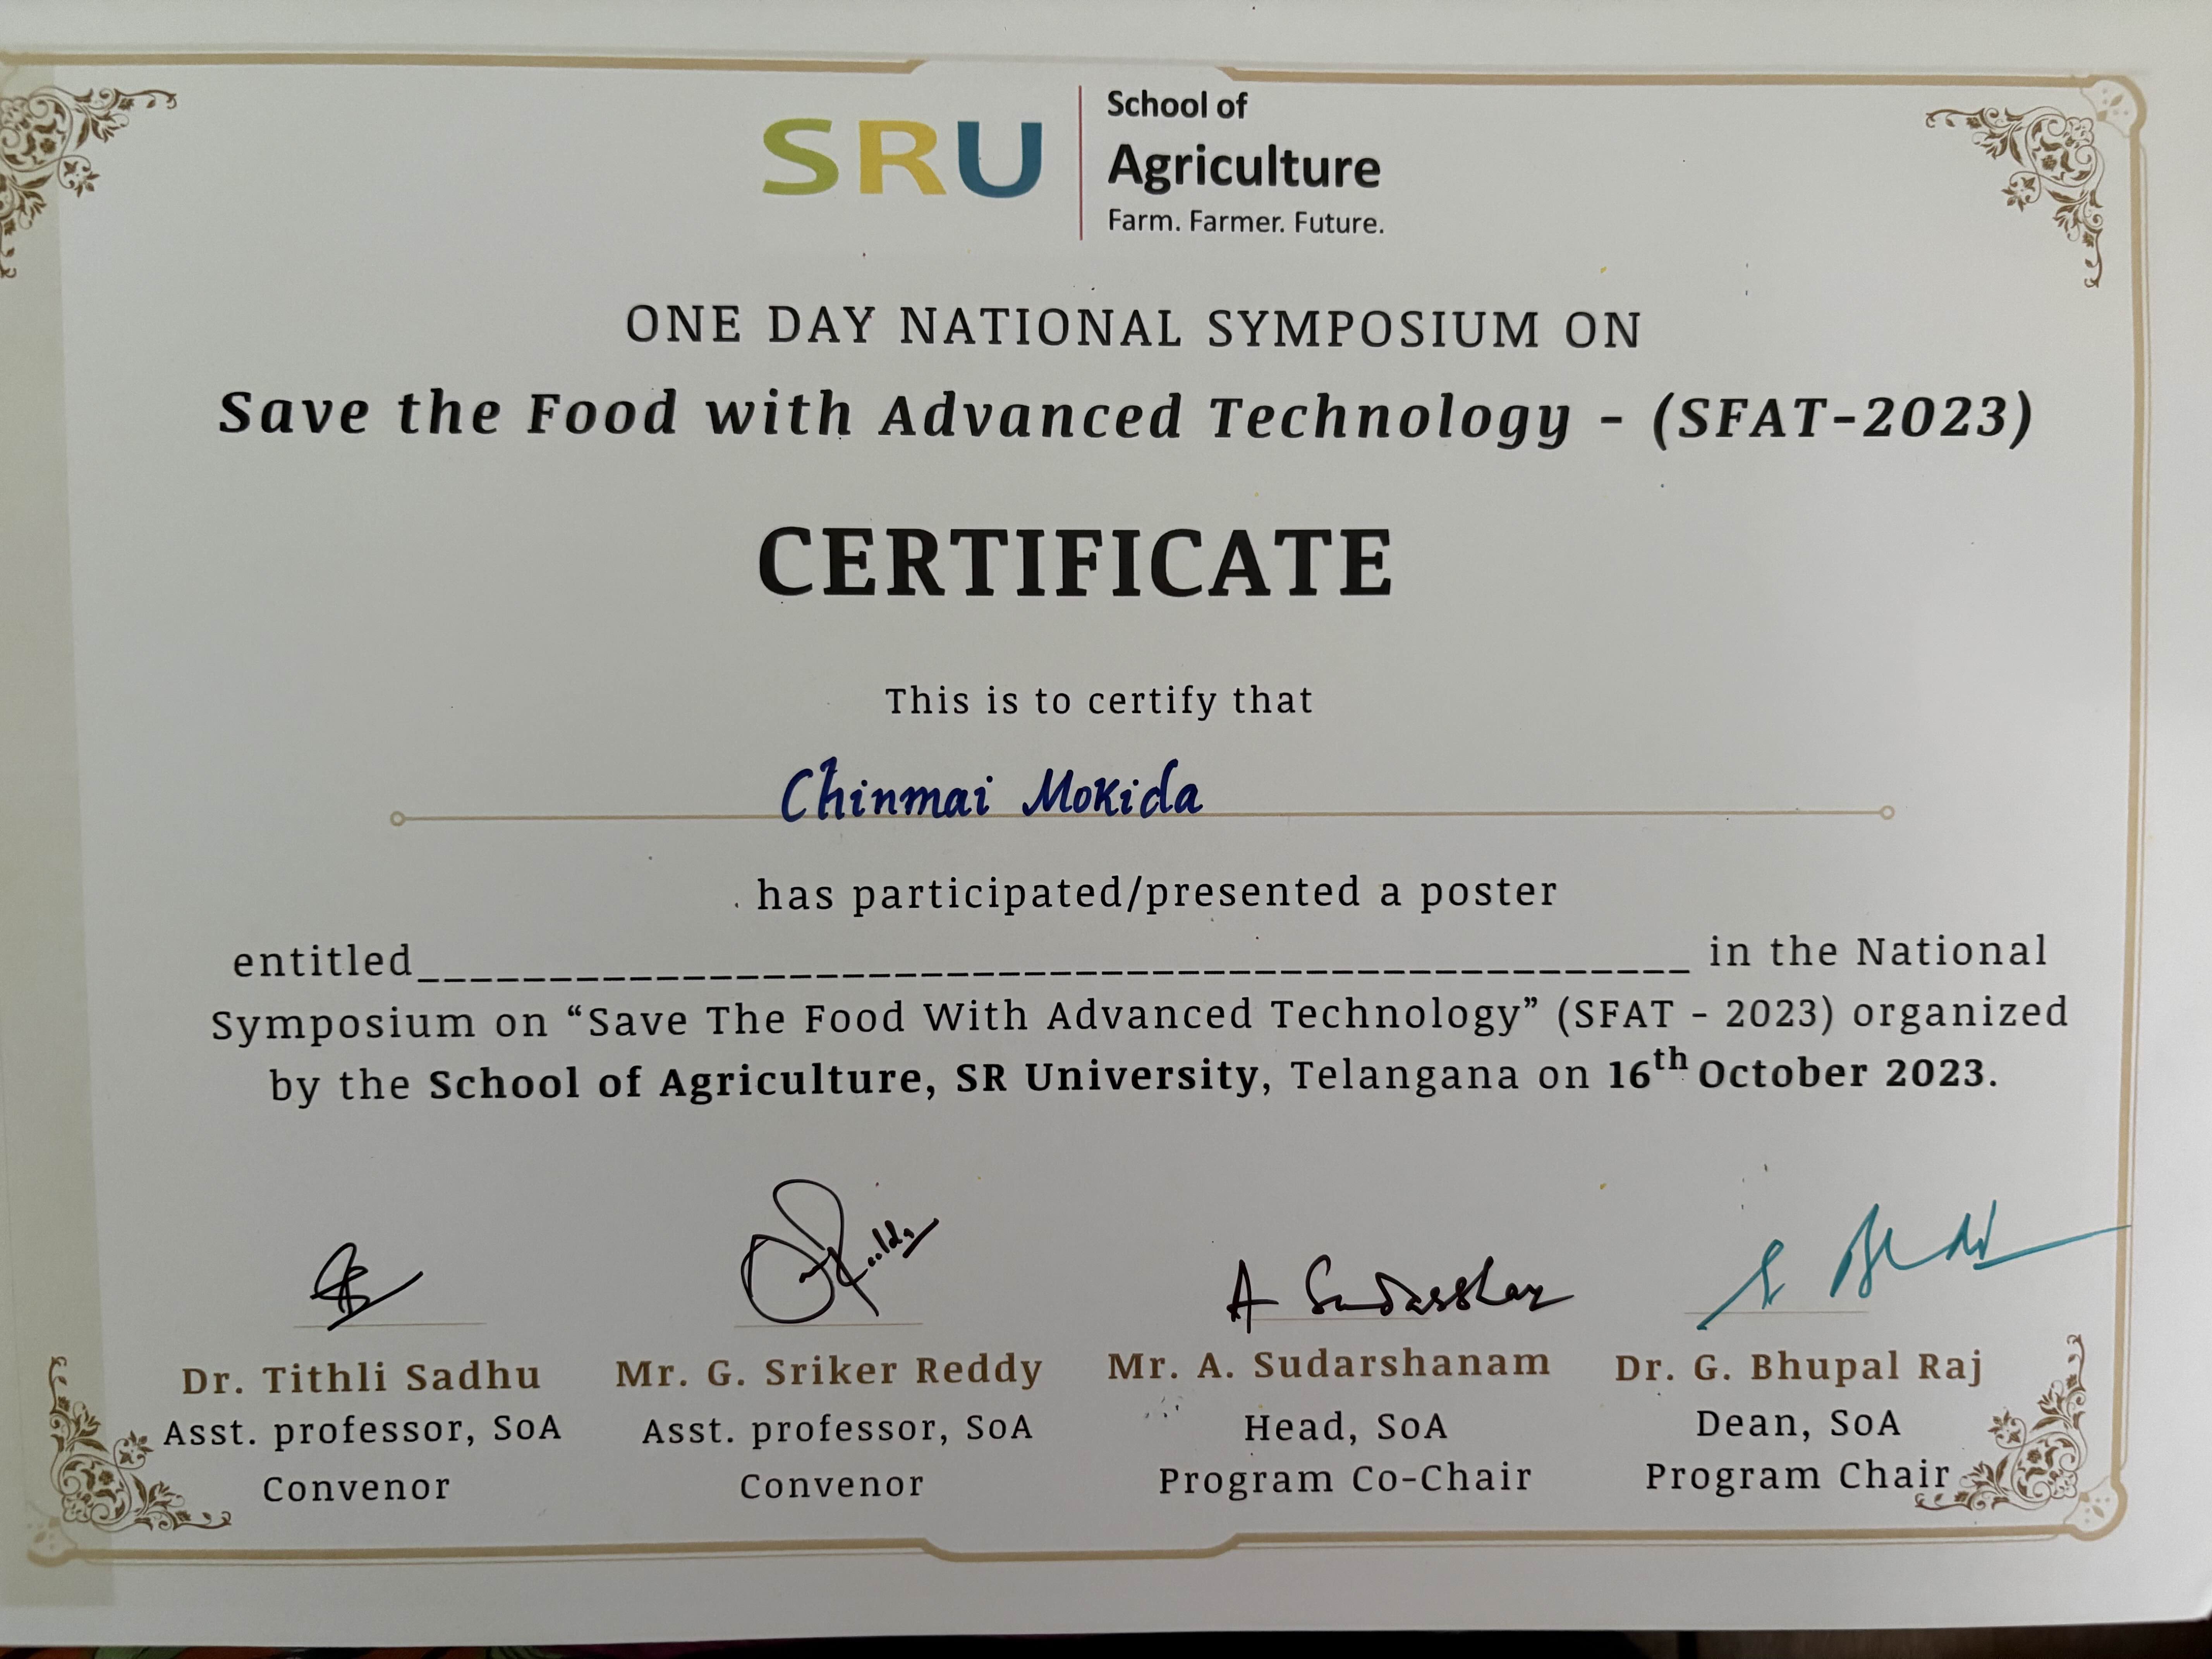 SRU
School of
Agriculture
Farm. Farmer. Future.
ONE DAY NATIONAL SYMPOSIUM ON
Save the Food with Advanced Technology - (SFAT-2023)
CERTIFICATE
This is to certify that
Chinmai Mokida
has participated/presented a poster
entitled________________________________________________ in the National
Symposium on “Save The Food With Advanced Technology” (SFAT - 2023) organized
by the School of Agriculture, SR University, Telangana on 16th October 2023.
A Sudarshan
Dr. Tithli Sadhu Mr. G. Sriker Reddy Mr. A. Sudarshanam Dr. G. Bhupal Raj
Asst. professor, SoA Asst. professor, SoA Head, SoA Dean, SoA
Convenor Convenor Program Co-Chair Program Chair